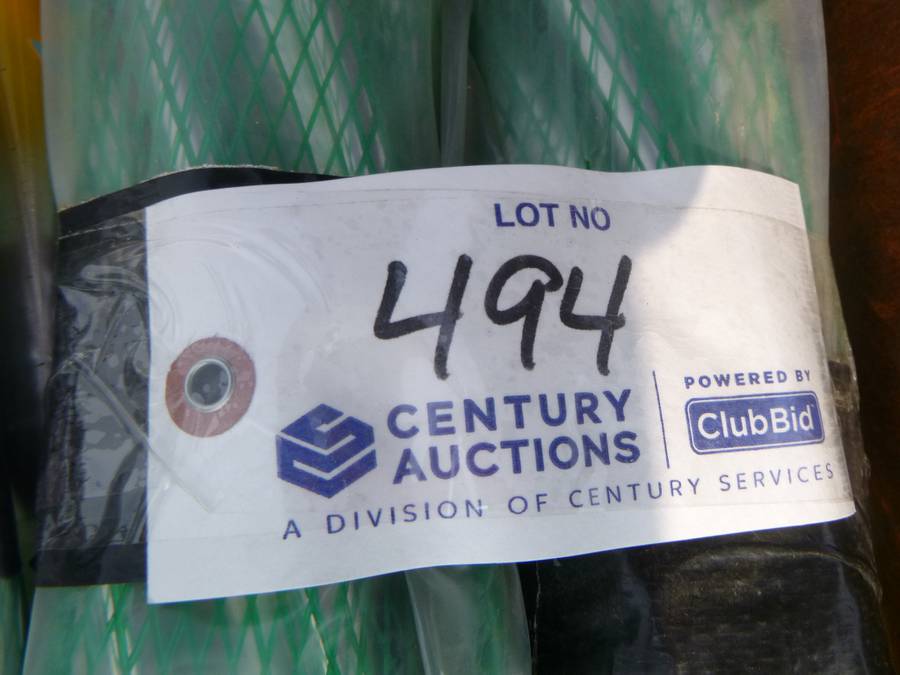 LOT NO
494
CENTURY AUCTIONS
POWERED BY
ClubBid
A DIVISION OF CENTURY SERVICES